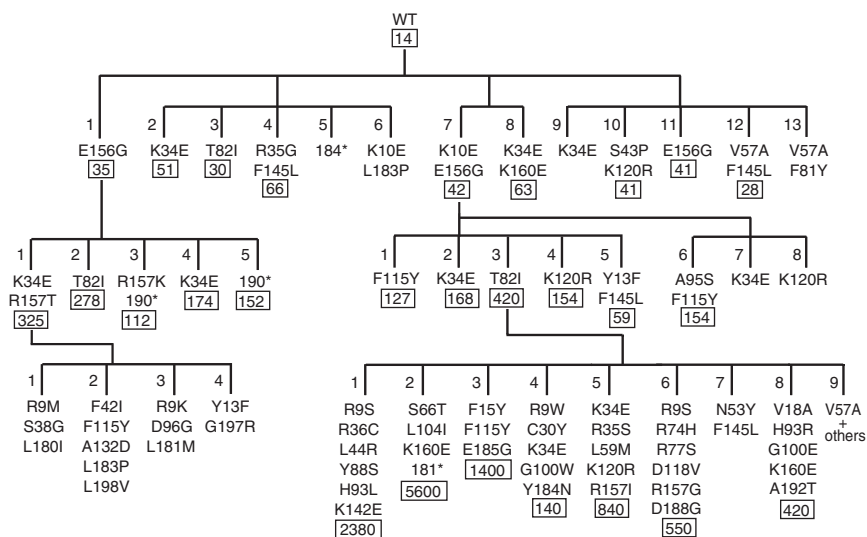 WT
14
1 2 3 4 5 6 7 8 9 10 11 12 13
E156G K34E T82I R35G 184* K10E K10E K34E K34E S43P E156G V57A V57A
35 51 30 F145L L183P E156G K160E K120R 41 F145L F81Y
66 42 63 41 28
1 2 3 4 5 1 2 3 4 5 6 7 8
K34E T82I R157K K34E 190* F115Y K34E T82I K120R Y13F A95S K34E K120R
R157T 278 190* 174 152 127 168 420 154 F145L F115Y
325 112 59 154
1 2 3 4 1 2 3 4 5 6 7 8 9
R9M F42I R9K Y13F R9S S66T F15Y R9W K34E R9S N53Y V18A V57A
S38G F115Y D96G G197R R36C L104I F115Y C30Y R35S R74H F145L H93R +
L180I A132D L181M L44R K160E E185G K34E L59M R77S G100E others
L183P Y88S 181* 1400 G100W K120R D118V K160E
L198V H93L 5600 Y184N R157I R157G A192T
K142E 140 840 D188G 420
2380 550